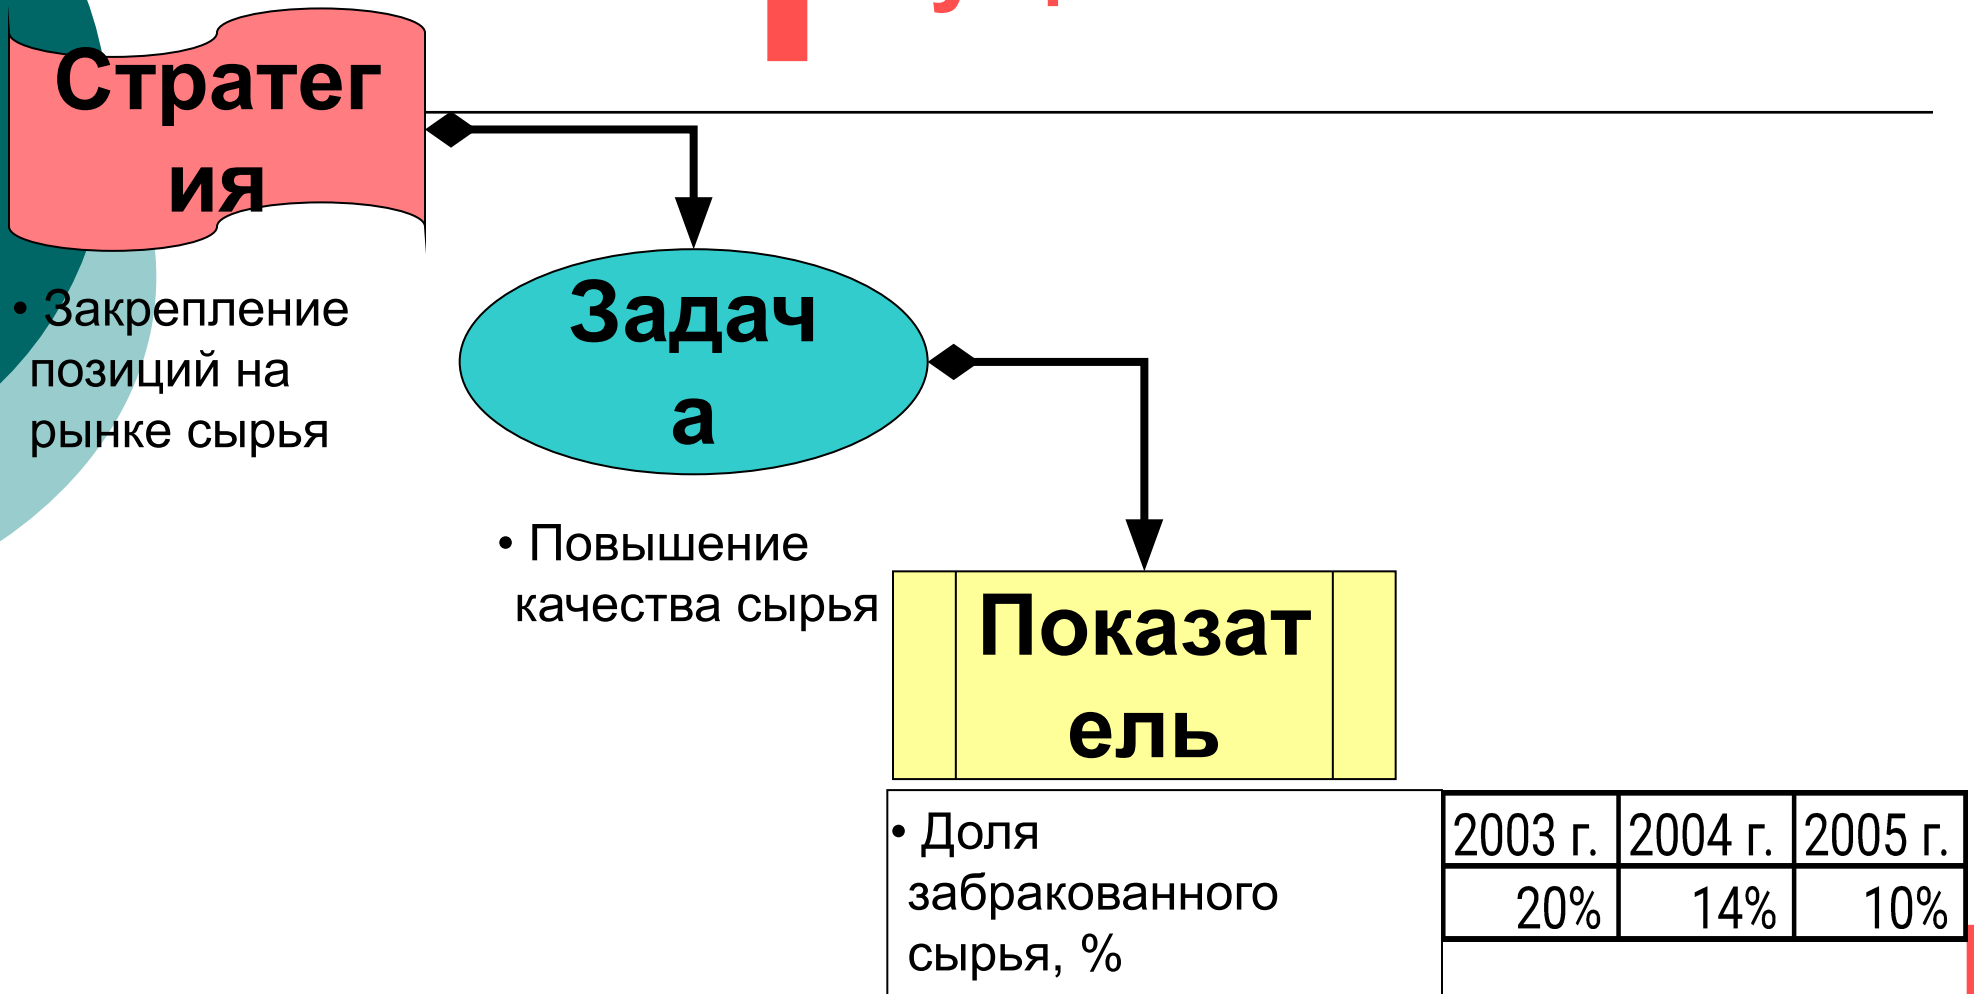 Стратег
ия
• Закрепление
позиций на
рынке сырья
Задач
а
• Повышение
качества сырья
Показат
ель
• Доля
забракованного
сырья, %
2003 г. 2004 г. 2005 г.
20% 14% 10%